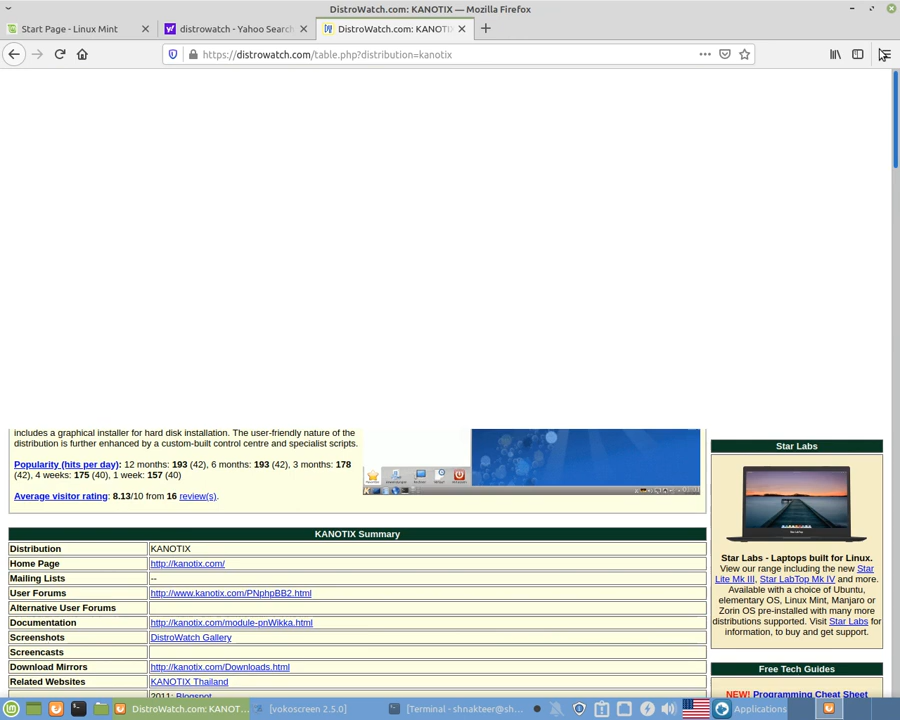 DistroWatch.com: KANOTIX — Mozilla Firefox
Start Page - Linux Mint
distrowatch - Yahoo Search
DistroWatch.com: KANOTI
https://distrowatch.com/table.php?distribution=kanotix
includes a graphical installer for hard disk installation. The user-friendly nature of the
distribution is further enhanced by a custom-built control centre and specialist scripts.
Popularity (hits per day): 12 months: 193 (42), 6 months: 193 (42), 3 months: 178
(42), 4 weeks: 175 (40), 1 week: 157 (40)
Average visitor rating: 8.13/10 from 16 review(s).
KANOTIX Summary
Distribution KANOTIX
Home Page http://kanotix.com/
Mailing Lists --
User Forums http://www.kanotix.com/PNphpBB2.html
Alternative User Forums
Documentation http://kanotix.com/module-pnWikka.html
Screenshots DistroWatch Gallery
Screencasts
Download Mirrors http://kanotix.com/Downloads.html
Related Websites KANOTIX Thailand
2011: Blogspot
Star Labs
Star Labs - Laptops built for Linux.
View our range including the new Star
Lite Mk III, Star LabTop Mk IV and more.
Available with a choice of Ubuntu,
elementary OS, Linux Mint, Manjaro or
Zorin OS pre-installed with many more
distributions supported. Visit Star Labs for
information, to buy and get support.
Free Tech Guides
NEW! Programming Cheat Sheet
DistroWatch.com: KANOT...
[vokoscreen 2.5.0]
[Terminal - shnakteer@sh...
Applications